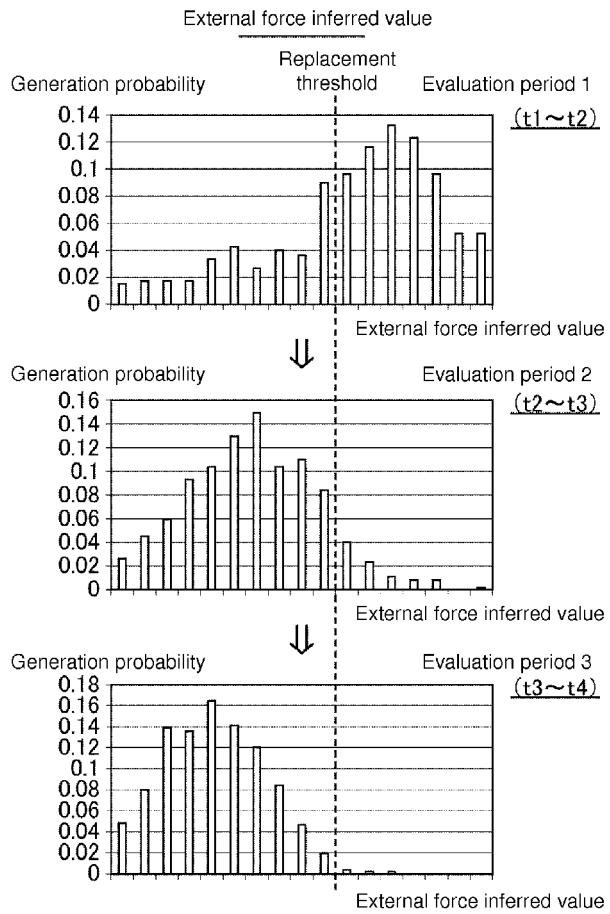 External force inferred value
Replacement
threshold
Generation probability
Evaluation period 1
(t1~t2)
0.14
0.12
0.1
0.08
0.06
0.04
0.02
0
External force inferred value
⇓
Generation probability
Evaluation period 2
(t2~t3)
0.16
0.14
0.12
0.1
0.08
0.06
0.04
0.02
0
External force inferred value
⇓
Generation probability
Evaluation period 3
(t3~t4)
0.18
0.16
0.14
0.12
0.1
0.08
0.06
0.04
0.02
0
External force inferred value